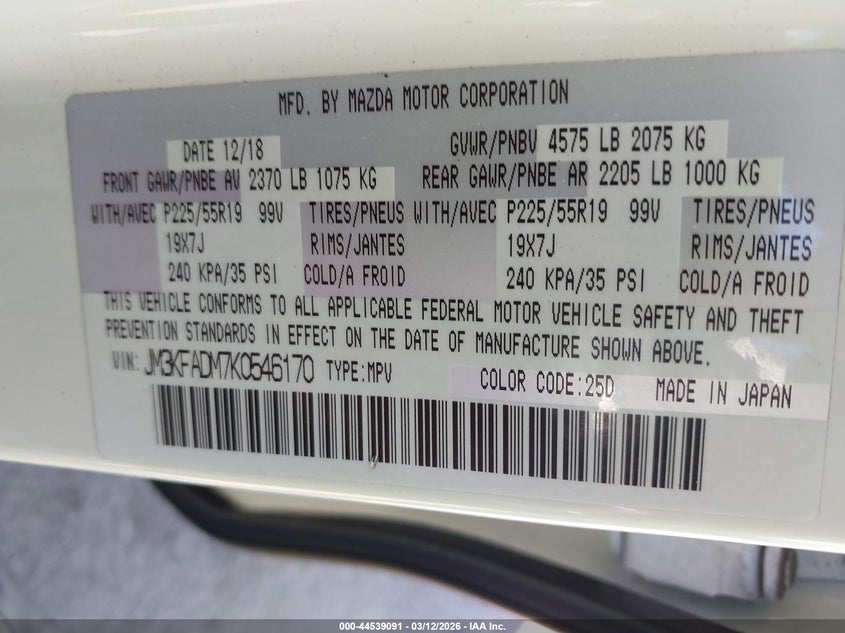 MFD. BY MAZDA MOTOR CORPORATION
DATE 12/18 GVWR/PNBV 4575 LB 2075 KG
FRONT GAWR/PNBE AV 2370 LB 1075 KG REAR GAWR/PNBE AR 2205 LB 1000 KG
WITH/AVEC P225/55R19 99V TIRES/PNEUS WITH/AVEC P225/55R19 99V TIRES/PNEUS
19X7J RIMS/JANTES 19X7J RIMS/JANTES
240 KPA/35 PSI COLD/A FROID 240 KPA/35 PSI COLD/A FROID
THIS VEHICLE CONFORMS TO ALL APPLICABLE FEDERAL MOTOR VEHICLE SAFETY AND THEFT
PREVENTION STANDARDS IN EFFECT ON THE DATE OF MANUFACTURE SHOWN ABOVE.
VIN: JM3KFADM7K0546170 TYPE:MPV COLOR CODE:25D MADE IN JAPAN
000-44539091 - 03/12/2026 - IAA Inc.